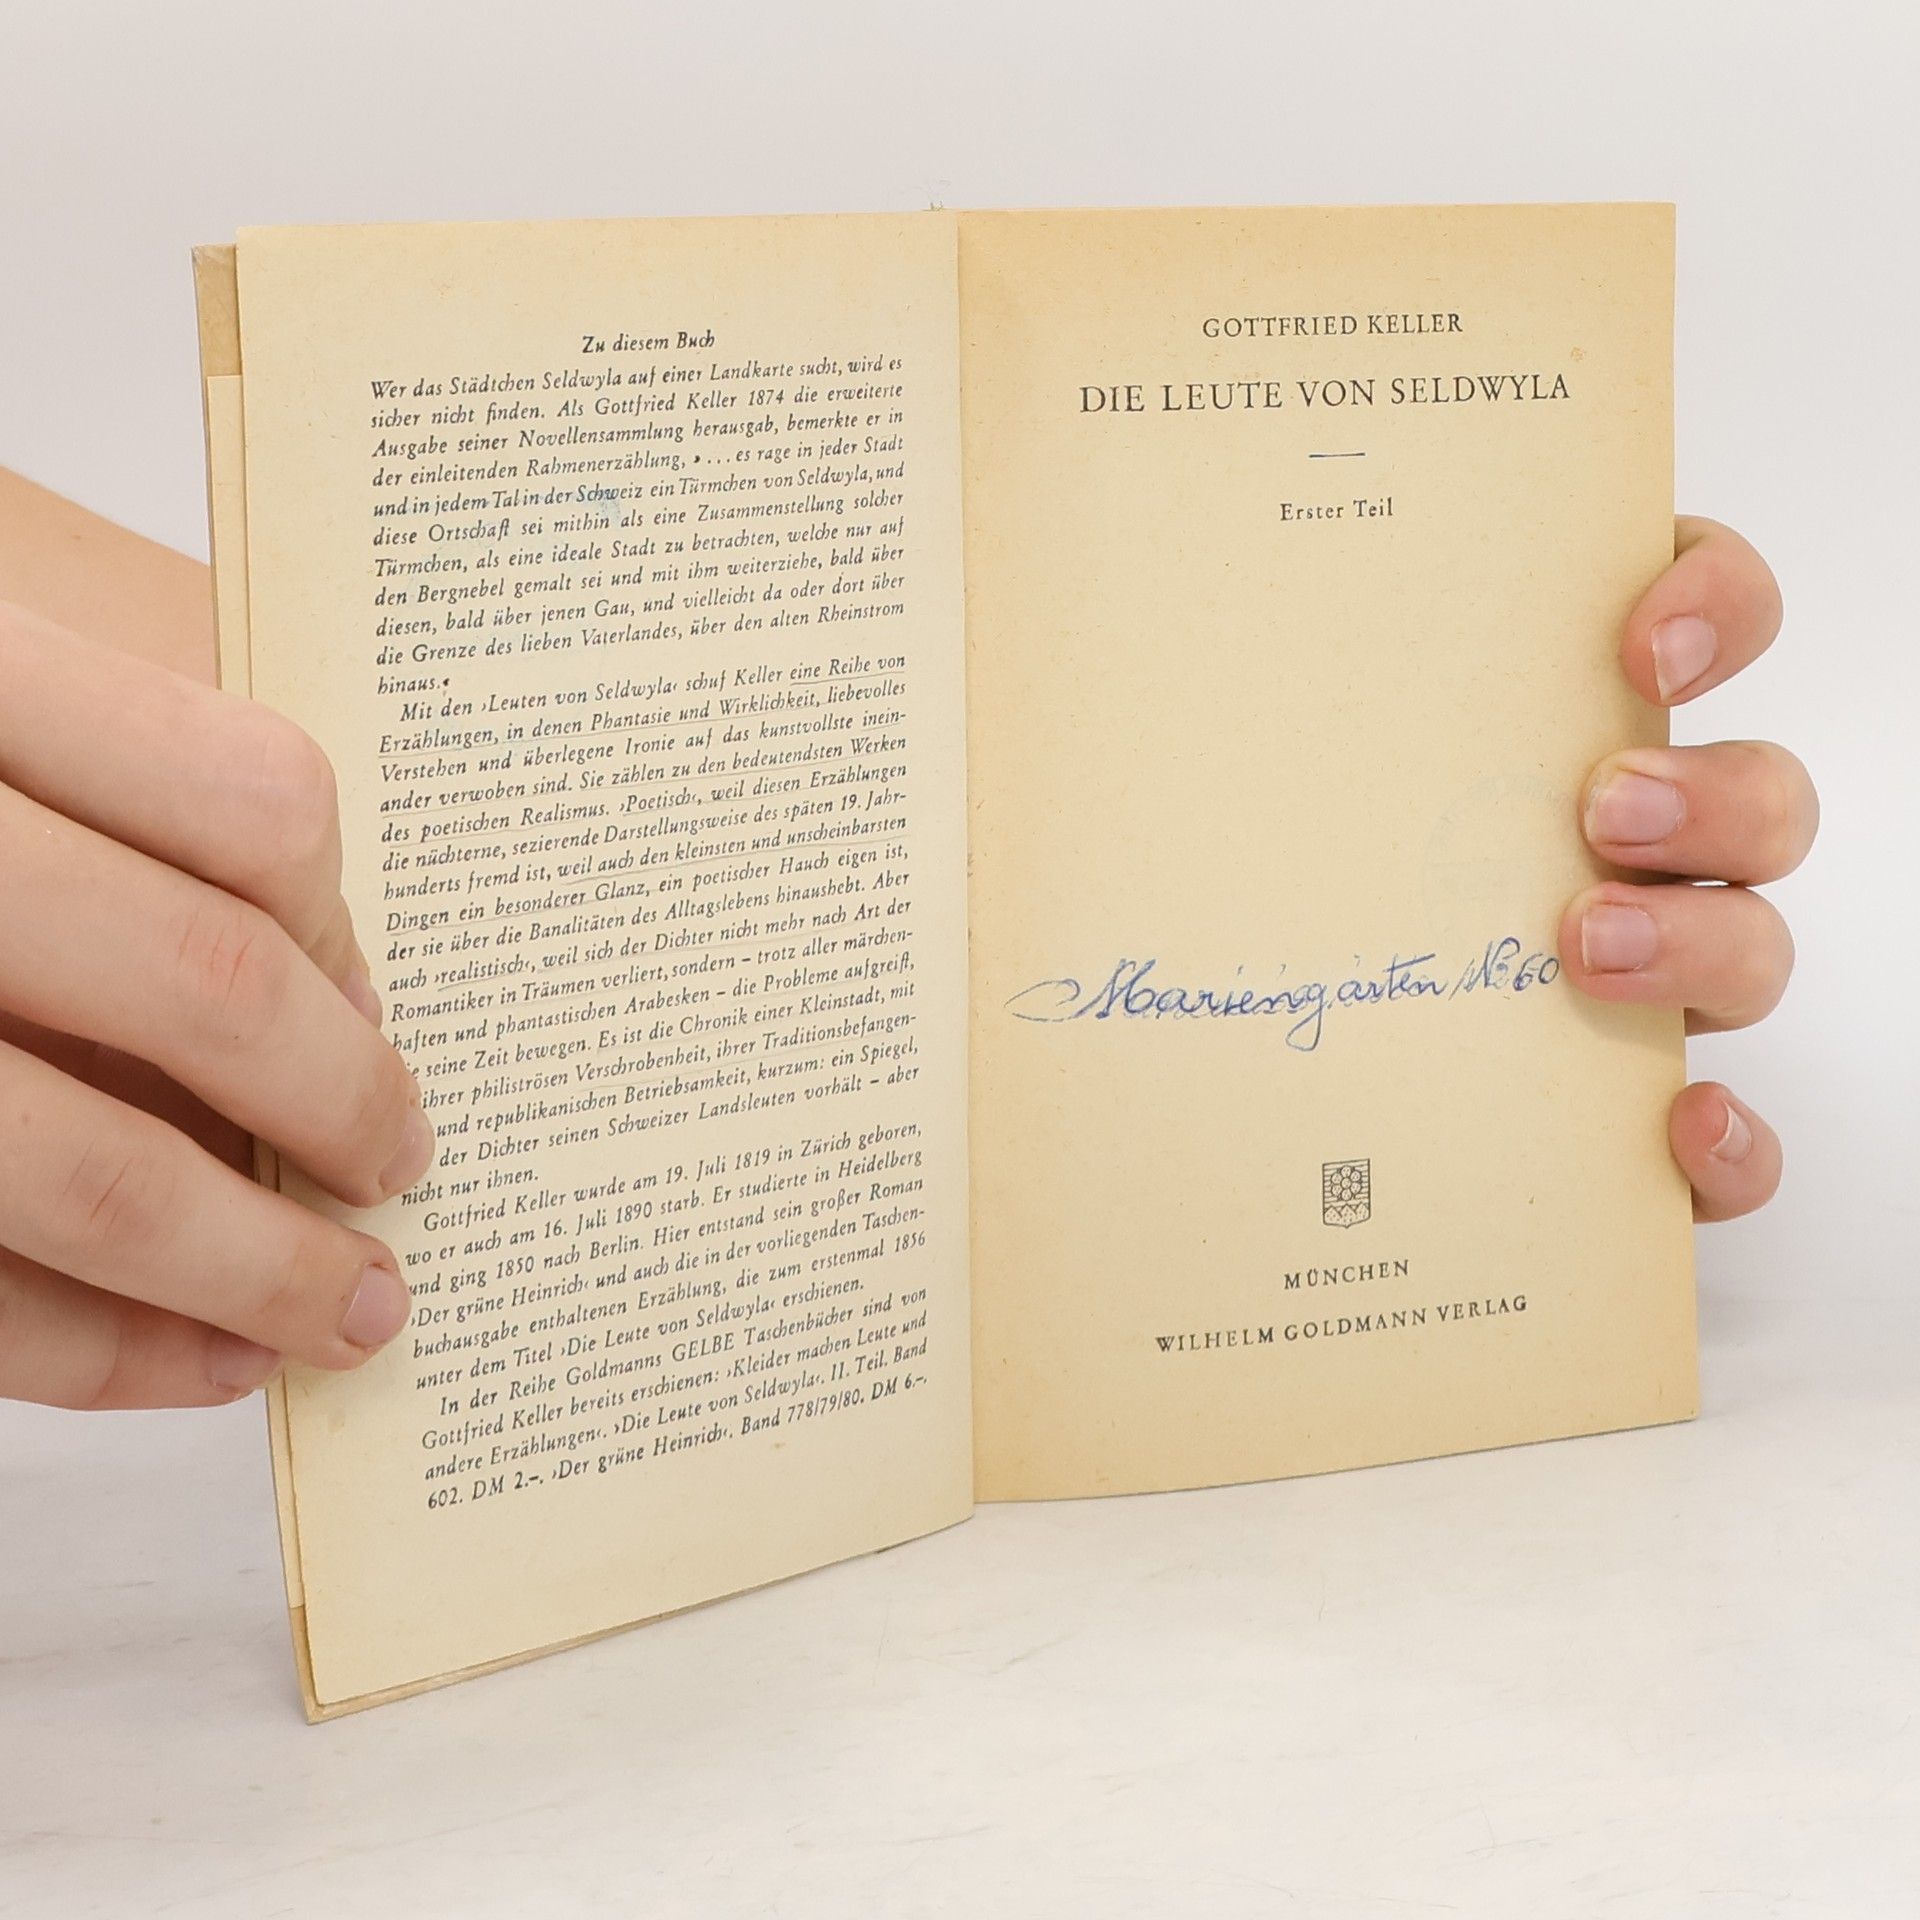 Zu diesem Buch
Wer das Städtchen Seldwyla auf einer Landkarte sucht, wird es
sicher nicht finden. Als Gottfried Keller 1874 die erweiterte
Ausgabe seiner Novellensammlung herausgab, bemerkte er in
der einleitenden Rahmenerzählung, »... es rage in jeder Stadt
und in jedem Tal in der Schweiz ein Türmchen von Seldwyla, und
diese Ortschaft sei mithin als eine Zusammenstellung solcher
Türmchen, als eine ideale Stadt zu betrachten, welche nur auf
den Bergnebel gemalt sei und mit ihm weiterziehe, bald über
diesen, bald über jenen Gau, und vielleicht da oder dort über
die Grenze des lieben Vaterlandes, über den alten Rheinstrom
hinaus.«
Mit den ›Leuten von Seldwyla‹ schuf Keller eine Reihe von
Erzählungen, in denen Phantasie und Wirklichkeit, liebevolles
Verstehen und überlegene Ironie auf das kunstvollste inein-
ander verwoben sind. Sie zählen zu den bedeutendsten Werken
des poetischen Realismus. ›Poetisch‹, weil diesen Erzählungen
die nüchterne, sezierende Darstellungsweise des späten 19. Jahr-
hunderts fremd ist, weil auch den kleinsten und unscheinbarsten
Dingen ein besonderer Glanz, ein poetischer Hauch eigen ist,
der sie über die Banalitäten des Alltagslebens hinaushebt. Aber
auch ›realistisch‹, weil sich der Dichter nicht mehr nach Art der
Romantiker in Träumen verliert, sondern – trotz aller märchen-
haften und phantastischen Arabesken – die Probleme aufgreift,
seine Zeit bewegen. Es ist die Chronik einer Kleinstadt, mit
ihrer philiströsen Verschrobenheit, ihrer Traditionsbefangen-
und republikanischen Betriebsamkeit, kurzum: ein Spiegel,
der Dichter seinen Schweizer Landsleuten vorhält – aber
nicht nur ihnen.
Gottfried Keller wurde am 19. Juli 1819 in Zürich geboren,
wo er auch am 16. Juli 1890 starb. Er studierte in Heidelberg
und ging 1850 nach Berlin. Hier entstand sein großer Roman
›Der grüne Heinrich‹ und auch die in der vorliegenden Taschen-
buchausgabe enthaltenen Erzählung, die zum erstenmal 1856
unter dem Titel ›Die Leute von Seldwyla‹ erschienen.
In der Reihe Goldmanns GELBE Taschenbücher sind von
Gottfried Keller bereits erschienen: ›Kleider machen Leute und
andere Erzählungen‹. ›Die Leute von Seldwyla‹. II. Teil. Band
602. DM 2.–. ›Der grüne Heinrich‹. Band 778/79/80. DM 6.–.
GOTTFRIED KELLER
DIE LEUTE VON SELDWYLA
Erster Teil
Mariengärten № 60
MÜNCHEN
WILHELM GOLDMANN VERLAG